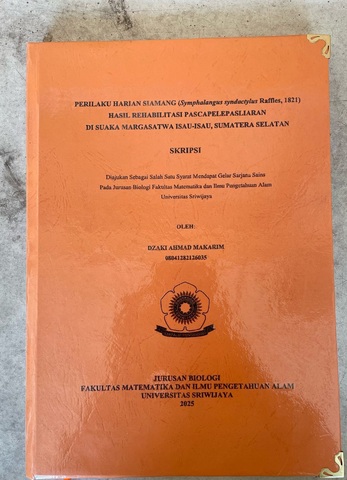 PERILAKU HARIAN SIAMANG (Symphalangus syndactylus Raffles, 1821)
HASIL REHABILITASI PASCAPELEPASLIARAN
DI SUAKA MARGASATWA ISAU-ISAU, SUMATERA SELATAN
SKRIPSI
Diajukan Sebagai Salah Satu Syarat Mendapat Gelar Sarjana Sains
Pada Jurusan Biologi Fakultas Matematika dan Ilmu Pengetahuan Alam
Universitas Sriwijaya
OLEH:
DZAKI AHMAD MAKARIM
08041282126035
JURUSAN BIOLOGI
FAKULTAS MATEMATIKA DAN ILMU PENGETAHUAN ALAM
UNIVERSITAS SRIWIJAYA
2025